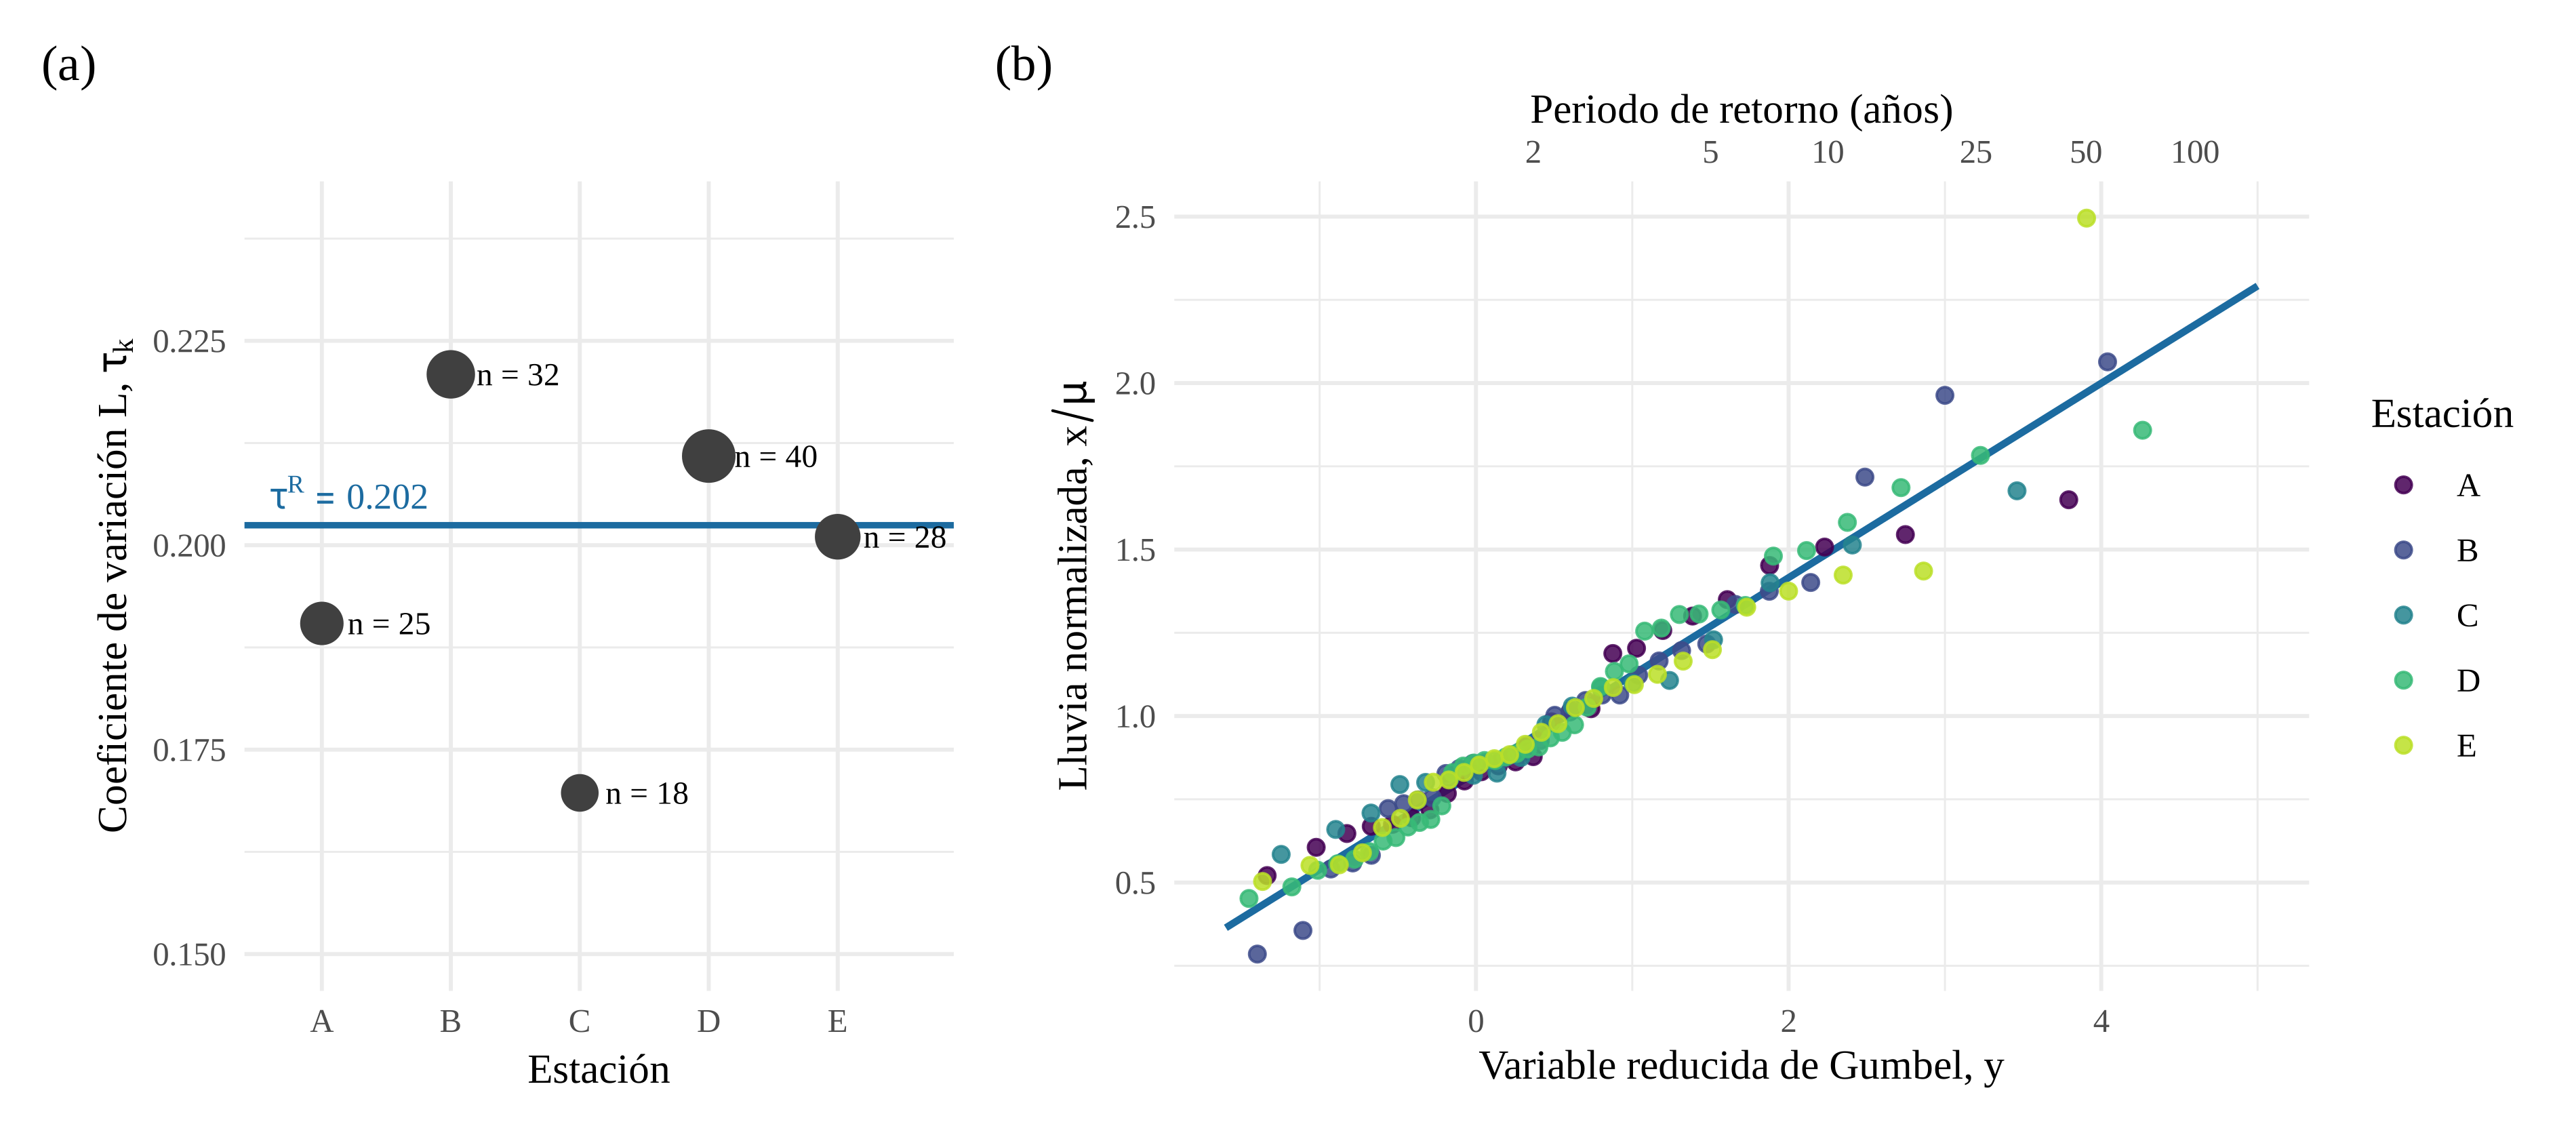 (a)
Coeficiente de variación L, τk
0.225
0.200
0.175
0.150
n = 32
n = 40
τR = 0.202
n = 28
n = 25
n = 18
A B C D E
Estación
(b)
Periodo de retorno (años)
2 5 10 25 50 100
Lluvia normalizada, x/μ
2.5
2.0
1.5
1.0
0.5
0 2 4
Variable reducida de Gumbel, y
Estación
A
B
C
D
E